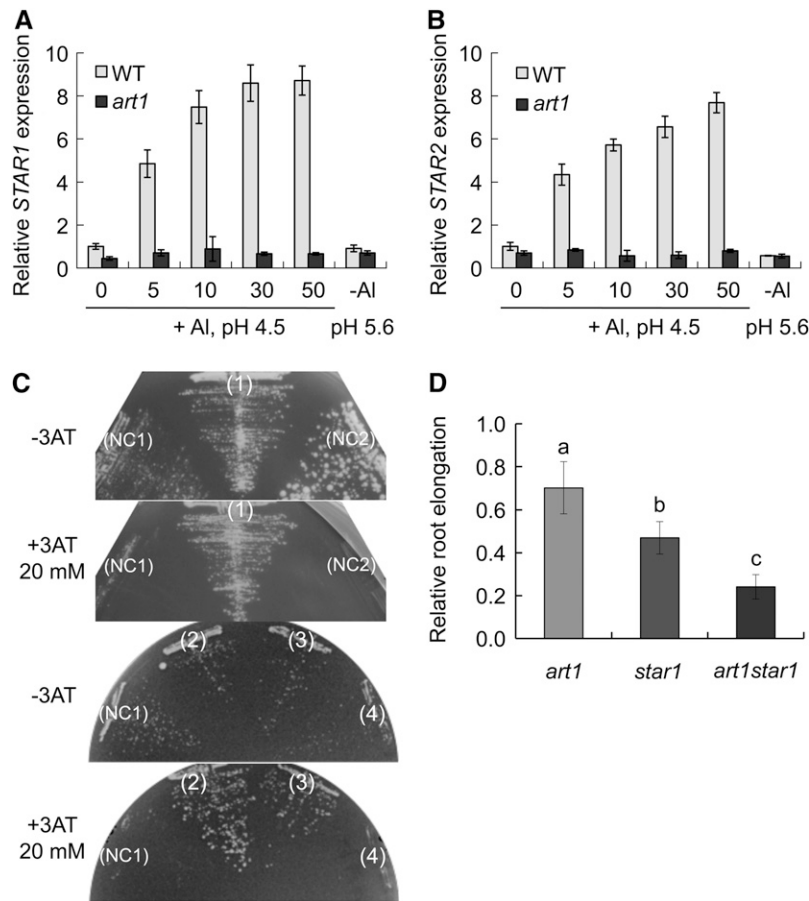 A
Relative STAR1 expression
10
8
6
4
2
0
WT
art1
0 5 10 30 50 -Al
+ Al, pH 4.5 pH 5.6
B
Relative STAR2 expression
10
8
6
4
2
0
WT
art1
0 5 10 30 50 -Al
+ Al, pH 4.5 pH 5.6
C
-3AT
(1)
(NC1) (NC2)
+3AT
20 mM
(1)
(NC1) (NC2)
-3AT
(2) (3)
(NC1) (4)
+3AT
20 mM
(2) (3)
(NC1) (4)
D
Relative root elongation
1.0
0.8
0.6
0.4
0.2
0.0
a
b
c
art1 star1 art1star1